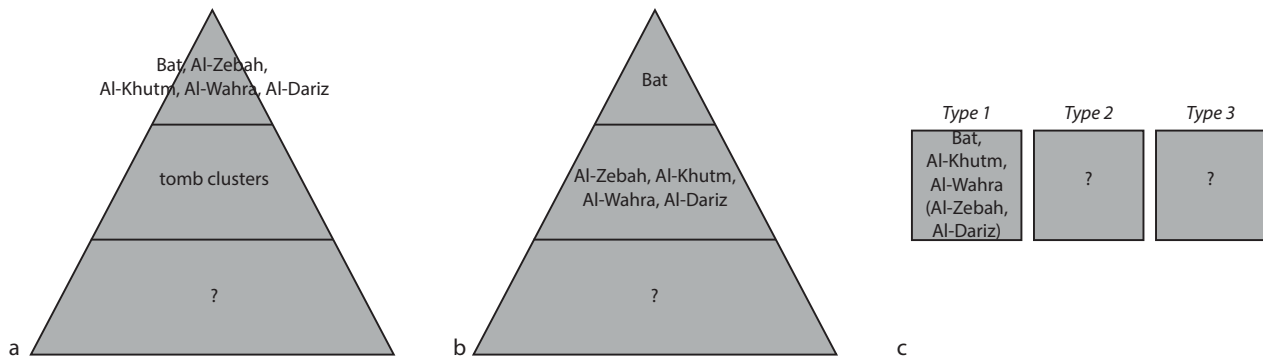 Bat, Al-Zebah,
Al-Khutm, Al-Wahra, Al-Dariz
tomb clusters
?
a
Bat
Al-Zebah, Al-Khutm,
Al-Wahra, Al-Dariz
?
b
Type 1
Bat,
Al-Khutm,
Al-Wahra
(Al-Zebah,
Al-Dariz)
Type 2
?
Type 3
?
c